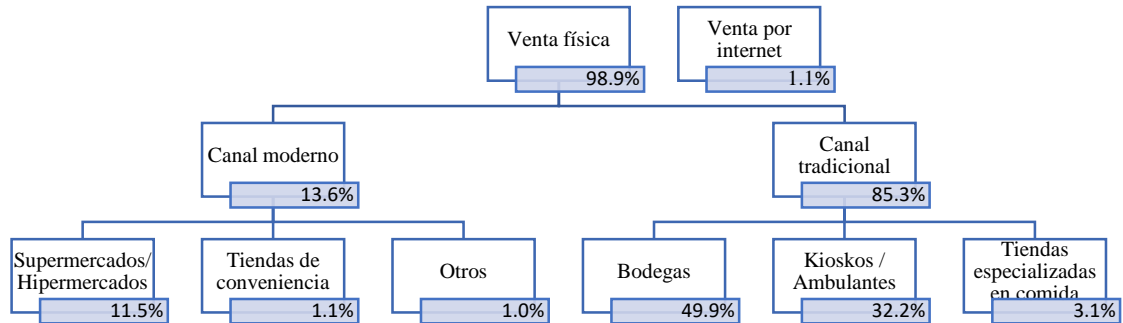 Venta física
98.9%
Venta por
internet
1.1%
Canal moderno
13.6%
Canal
tradicional
85.3%
Supermercados/
Hipermercados
11.5%
Tiendas de
conveniencia
1.1%
Otros
1.0%
Bodegas
49.9%
Kioskos /
Ambulantes
32.2%
Tiendas
especializadas
en comida
3.1%